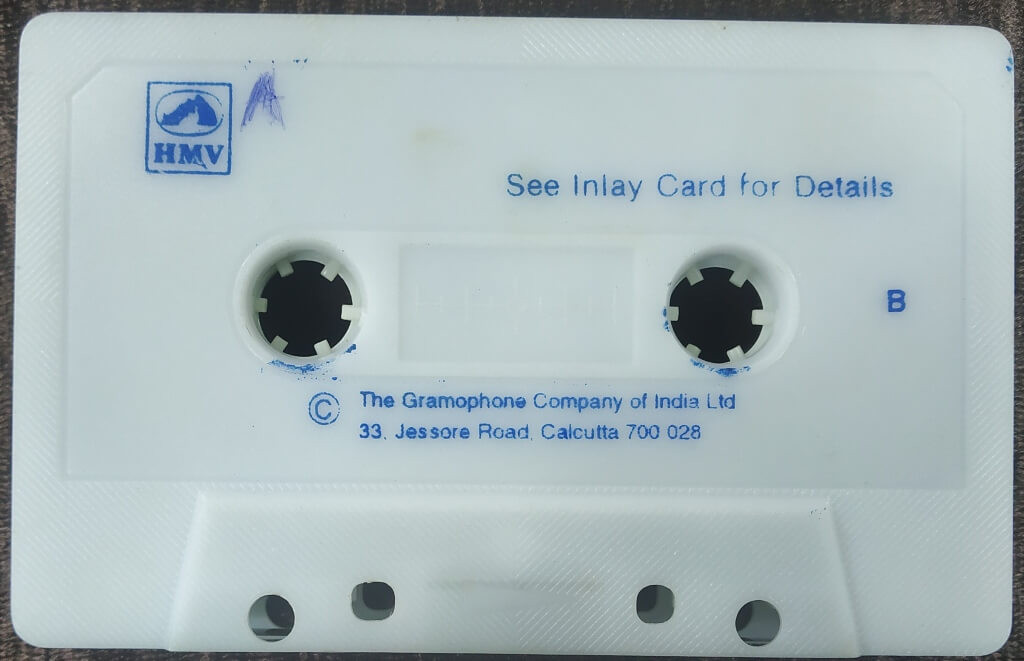 HMV
A
See Inlay Card for Details
B
© The Gramophone Company of India Ltd
33, Jessore Road, Calcutta 700 028